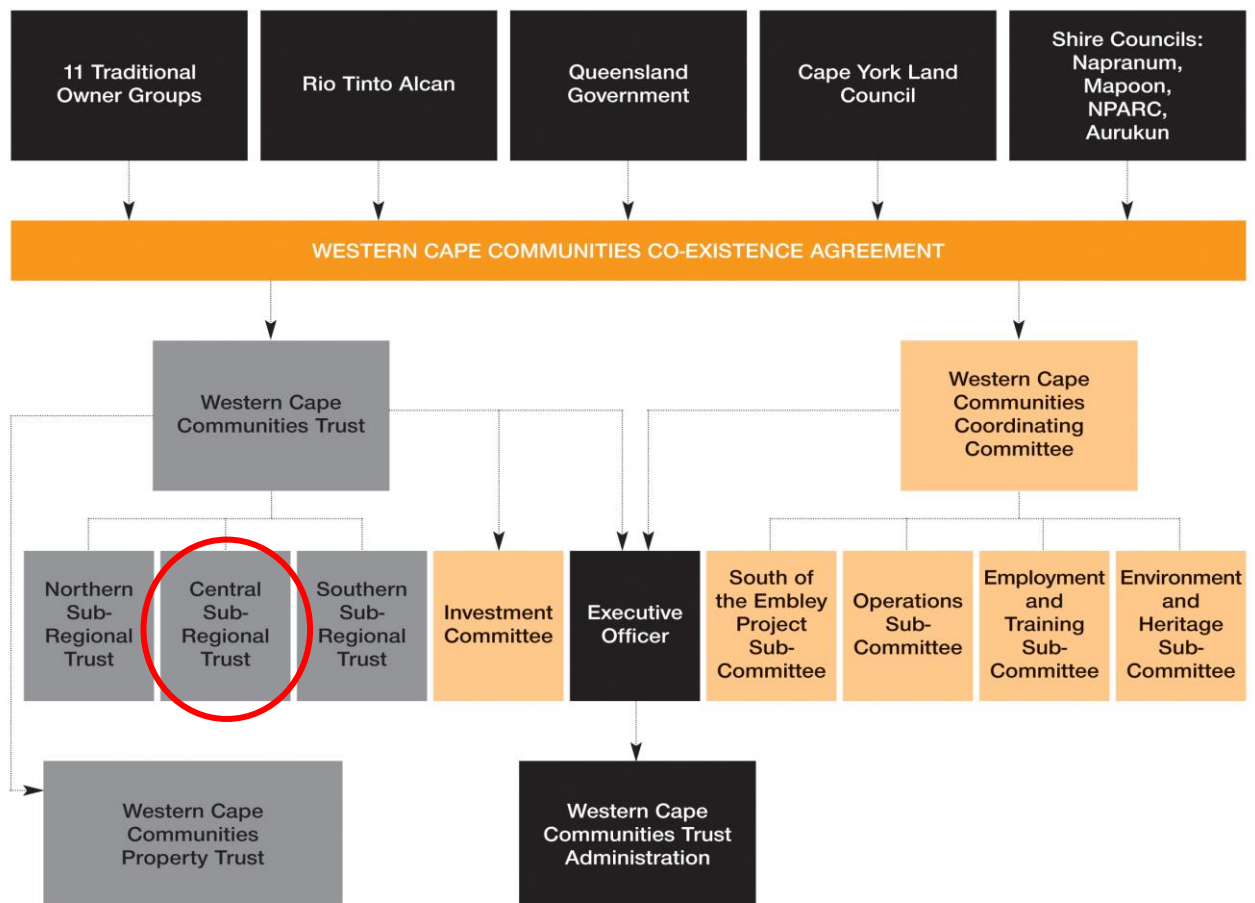 11 Traditional
Owner Groups
Rio Tinto Alcan
Queensland
Government
Cape York Land
Council
Shire Councils:
Napranum,
Mapoon,
NPARC,
Aurukun
WESTERN CAPE COMMUNITIES CO-EXISTENCE AGREEMENT
Western Cape
Communities Trust
Western Cape
Communities
Coordinating
Committee
Northern
Sub-
Regional
Trust
Central
Sub-
Regional
Trust
Southern
Sub-
Regional
Trust
Investment
Committee
Executive
Officer
South of
the Embley
Project
Sub-
Committee
Operations
Sub-
Committee
Employment
and
Training
Sub-
Committee
Environment
and
Heritage
Sub-
Committee
Western Cape
Communities
Property Trust
Western Cape
Communities Trust
Administration